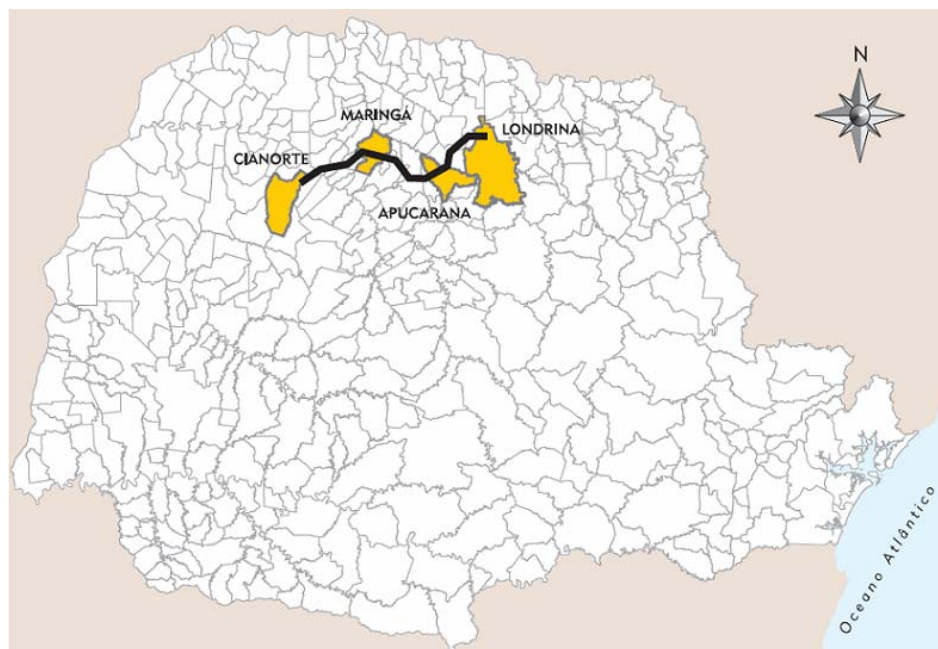 N
MARINGÁ
LONDRINA
CIANORTE
APUCARANA
Oceano Atlântico